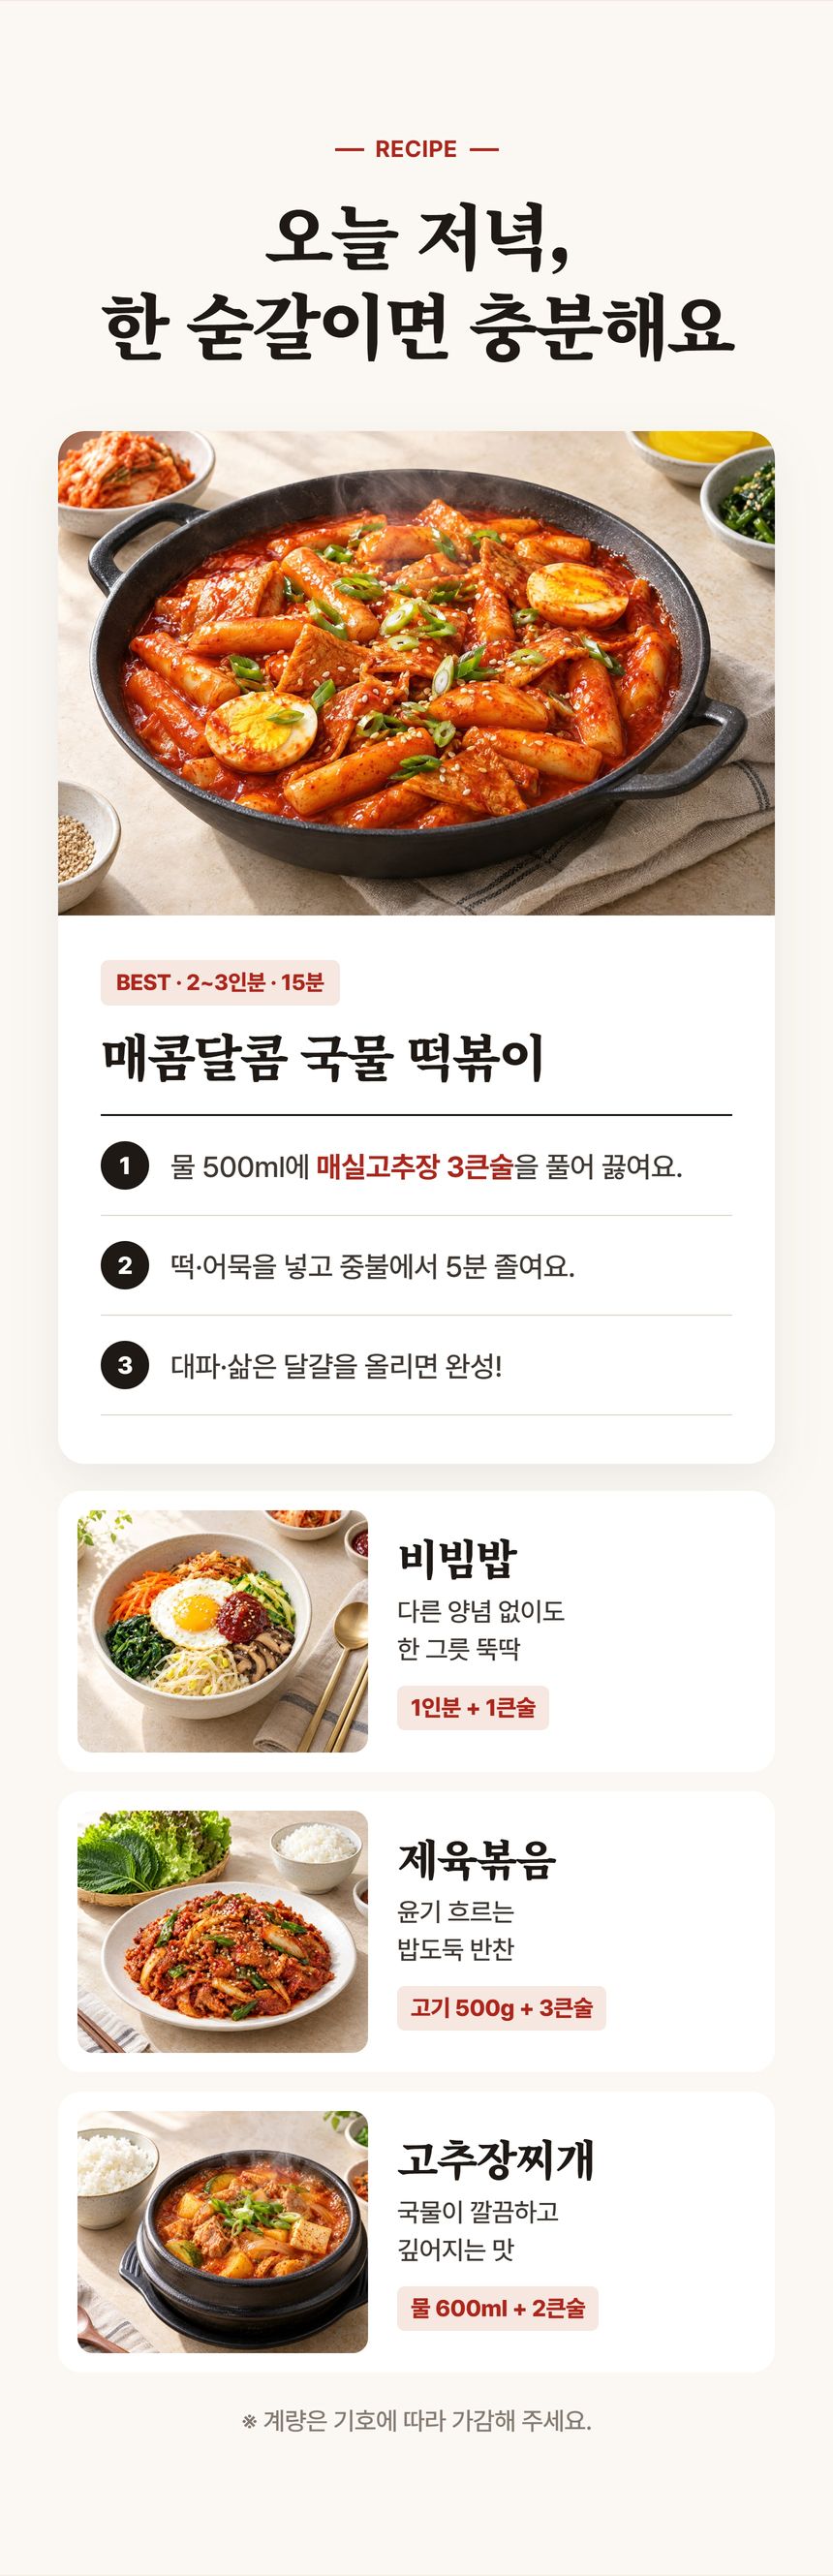 RECIPE
오늘 저녁,
한 숟갈이면 충분해요
BEST · 2~3인분 · 15분
매콤달콤 국물 떡볶이
1 물 500ml에 매실고추장 3큰술을 풀어 끓여요.
2 떡·어묵을 넣고 중불에서 5분 졸여요.
3 대파·삶은 달걀을 올리면 완성!
비빔밥
다른 양념 없이도
한 그릇 뚝딱
1인분 + 1큰술
제육볶음
윤기 흐르는
밥도둑 반찬
고기 500g + 3큰술
고추장찌개
국물이 깔끔하고
깊어지는 맛
물 600ml + 2큰술
※ 계량은 기호에 따라 가감해 주세요.